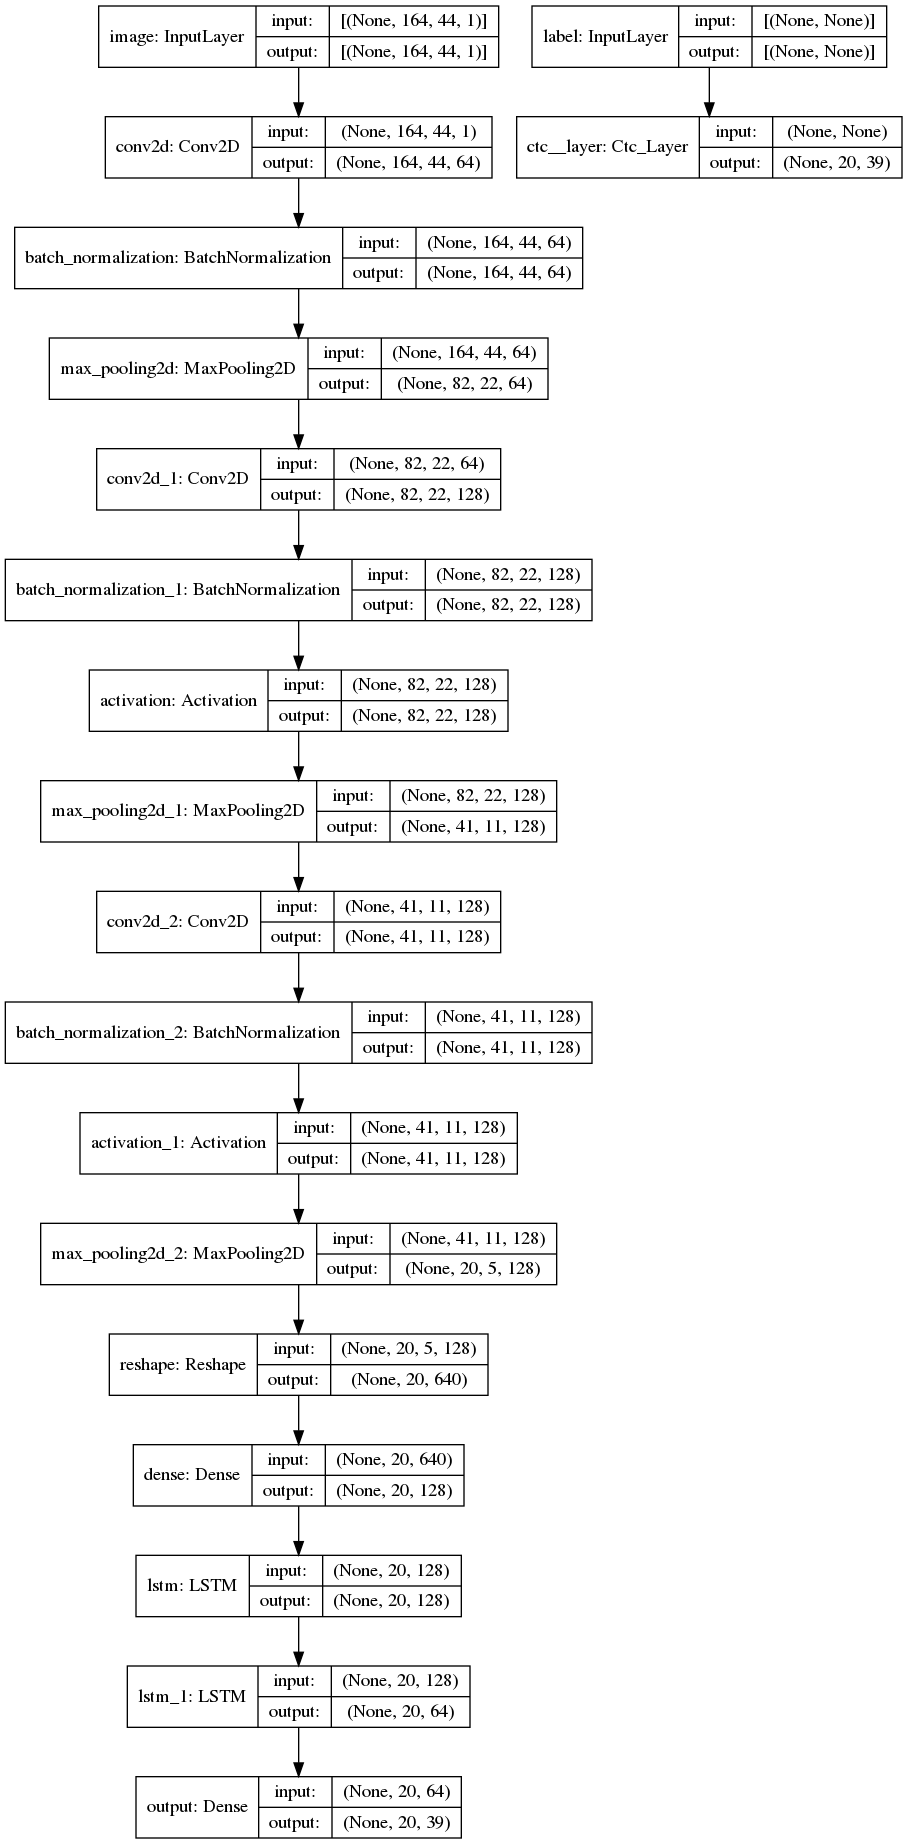 image: InputLayer input: [(None, 164, 44, 1)]
output: [(None, 164, 44, 1)]
label: InputLayer input: [(None, None)]
output: [(None, None)]
conv2d: Conv2D input: (None, 164, 44, 1)
output: (None, 164, 44, 64)
ctc__layer: Ctc_Layer input: (None, None)
output: (None, 20, 39)
batch_normalization: BatchNormalization input: (None, 164, 44, 64)
output: (None, 164, 44, 64)
max_pooling2d: MaxPooling2D input: (None, 164, 44, 64)
output: (None, 82, 22, 64)
conv2d_1: Conv2D input: (None, 82, 22, 64)
output: (None, 82, 22, 128)
batch_normalization_1: BatchNormalization input: (None, 82, 22, 128)
output: (None, 82, 22, 128)
activation: Activation input: (None, 82, 22, 128)
output: (None, 82, 22, 128)
max_pooling2d_1: MaxPooling2D input: (None, 82, 22, 128)
output: (None, 41, 11, 128)
conv2d_2: Conv2D input: (None, 41, 11, 128)
output: (None, 41, 11, 128)
batch_normalization_2: BatchNormalization input: (None, 41, 11, 128)
output: (None, 41, 11, 128)
activation_1: Activation input: (None, 41, 11, 128)
output: (None, 41, 11, 128)
max_pooling2d_2: MaxPooling2D input: (None, 41, 11, 128)
output: (None, 20, 5, 128)
reshape: Reshape input: (None, 20, 5, 128)
output: (None, 20, 640)
dense: Dense input: (None, 20, 640)
output: (None, 20, 128)
lstm: LSTM input: (None, 20, 128)
output: (None, 20, 128)
lstm_1: LSTM input: (None, 20, 128)
output: (None, 20, 64)
output: Dense input: (None, 20, 64)
output: (None, 20, 39)